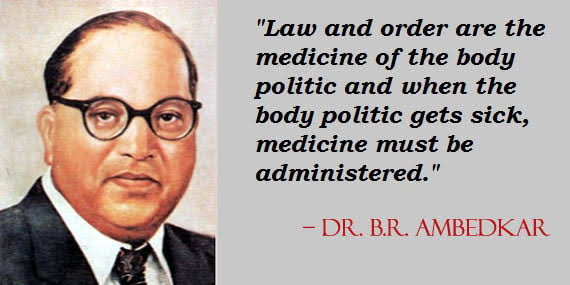 "Law and order are the
medicine of the body
politic and when the
body politic gets sick,
medicine must be
administered."
– DR. B.R. AMBEDKAR